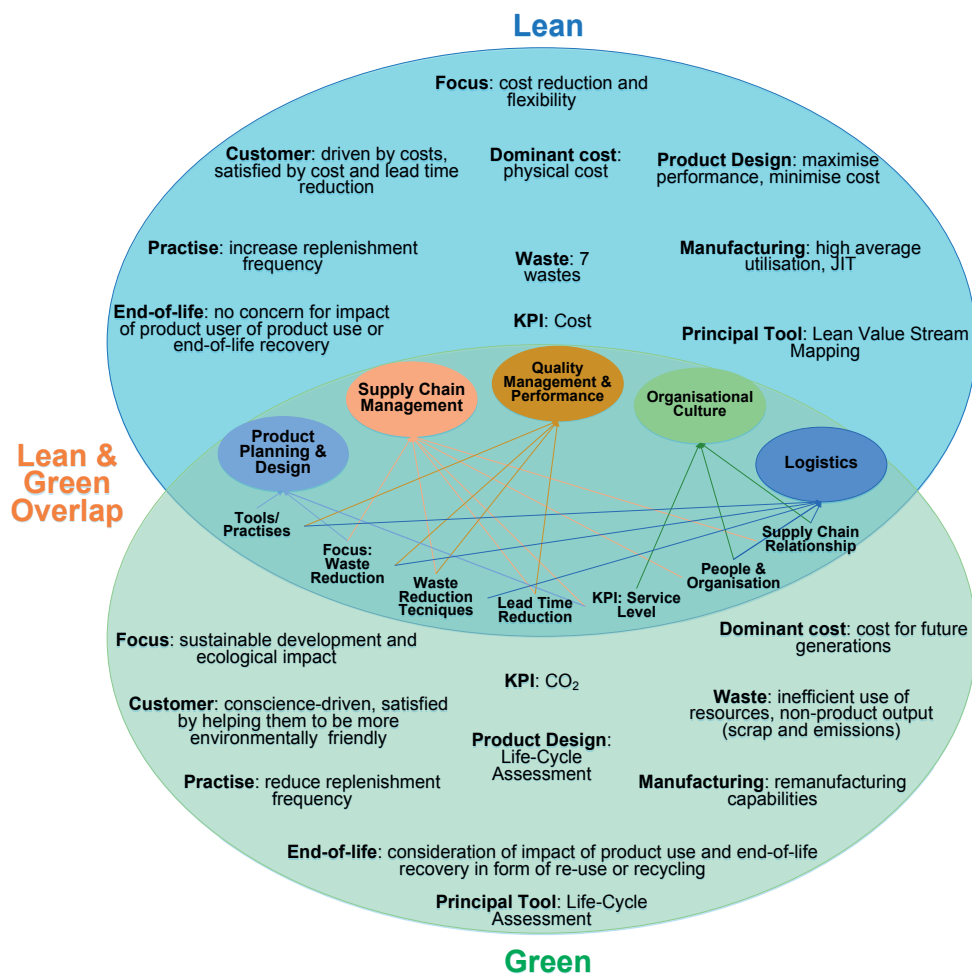 Lean
Focus: cost reduction and
flexibility
Customer: driven by costs,
satisfied by cost and lead time
reduction
Dominant cost:
physical cost
Product Design: maximise
performance, minimise cost
Practise: increase replenishment
frequency
Waste: 7
wastes
Manufacturing: high average
utilisation, JIT
End-of-life: no concern for impact
of product user of product use or
end-of-life recovery
KPI: Cost
Principal Tool: Lean Value Stream
Mapping
Product
Planning &
Design
Supply Chain
Management
Quality
Management &
Performance
Organisational
Culture
Logistics
Lean &
Green
Overlap
Tools/
Practises
Focus:
Waste
Reduction
Waste
Reduction
Tecniques
Lead Time
Reduction
KPI: Service
Level
People &
Organisation
Supply Chain
Relationship
Focus: sustainable development and
ecological impact
KPI: CO₂
Dominant cost: cost for future
generations
Customer: conscience-driven, satisfied
by helping them to be more
environmentally friendly
Product Design:
Life-Cycle
Assessment
Waste: inefficient use of
resources, non-product output
(scrap and emissions)
Practise: reduce replenishment
frequency
Manufacturing: remanufacturing
capabilities
End-of-life: consideration of impact of product use and end-of-life
recovery in form of re-use or recycling
Principal Tool: Life-Cycle
Assessment
Green